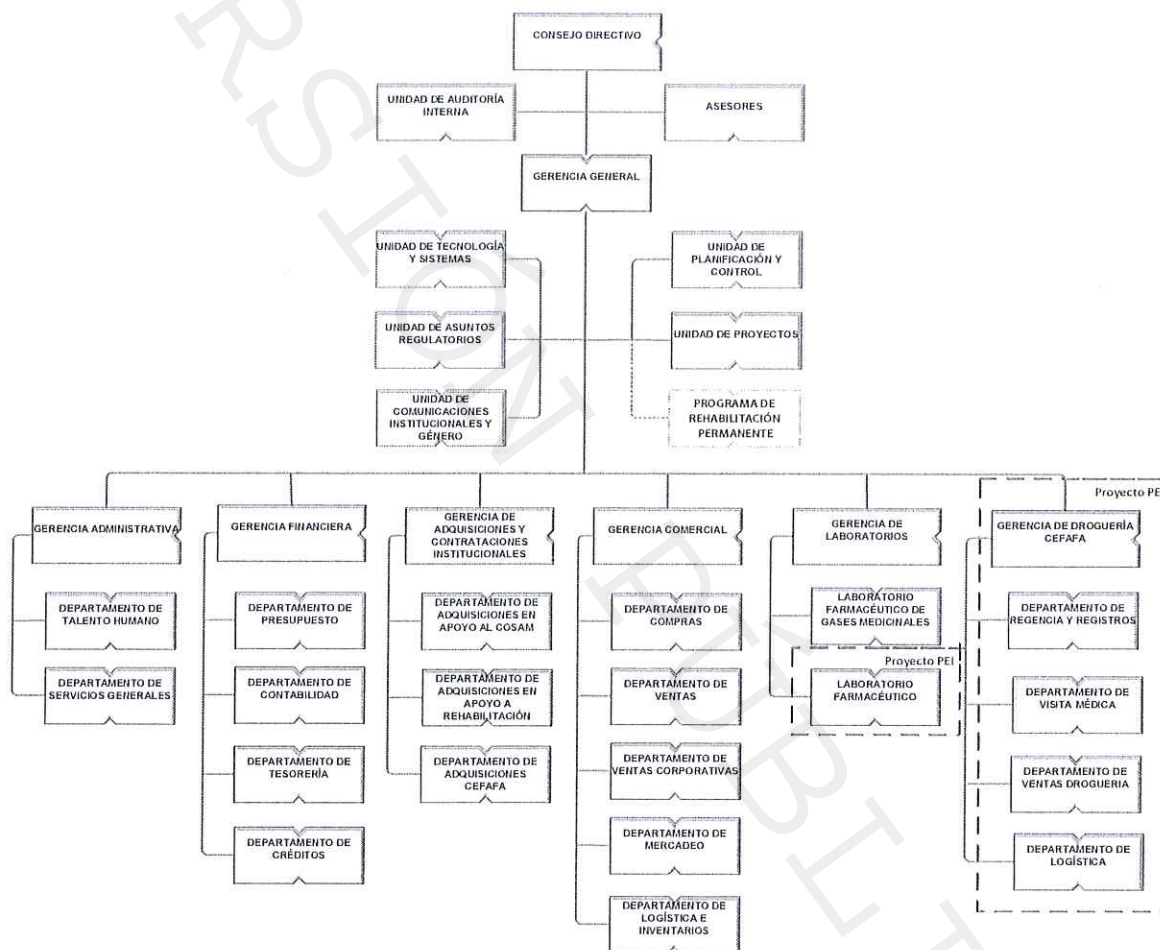 CONSEJO DIRECTIVO
UNIDAD DE AUDITORÍA
INTERNA
ASESORES
GERENCIA GENERAL
UNIDAD DE TECNOLOGÍA
Y SISTEMAS
UNIDAD DE
PLANIFICACIÓN Y
CONTROL
UNIDAD DE ASUNTOS
REGULATORIOS
UNIDAD DE PROYECTOS
UNIDAD DE
COMUNICACIONES
INSTITUCIONALES Y
GÉNERO
PROGRAMA DE
REHABILITACIÓN
PERMANENTE
GERENCIA ADMINISTRATIVA
DEPARTAMENTO DE
TALENTO HUMANO
DEPARTAMENTO DE
SERVICIOS GENERALES
GERENCIA FINANCIERA
DEPARTAMENTO DE
PRESUPUESTO
DEPARTAMENTO DE
CONTABILIDAD
DEPARTAMENTO DE
TESORERÍA
DEPARTAMENTO DE
CRÉDITOS
GERENCIA DE
ADQUISICIONES Y
CONTRATACIONES
INSTITUCIONALES
DEPARTAMENTO DE
ADQUISICIONES EN
APOYO AL COSAM
DEPARTAMENTO DE
ADQUISICIONES EN
APOYO A
REHABILITACIÓN
DEPARTAMENTO DE
ADQUISICIONES
CEFAFA
GERENCIA COMERCIAL
DEPARTAMENTO DE
COMPRAS
DEPARTAMENTO DE
VENTAS
DEPARTAMENTO DE
VENTAS CORPORATIVAS
DEPARTAMENTO DE
MERCADEO
DEPARTAMENTO DE
LOGÍSTICA E
INVENTARIOS
GERENCIA DE
LABORATORIOS
LABORATORIO
FARMACÉUTICO DE
GASES MEDICINALES
Proyecto PEI
LABORATORIO
FARMACÉUTICO
Proyecto PE
GERENCIA DE DROGUERÍA
CEFAFA
DEPARTAMENTO DE
REGENCIA Y REGISTROS
DEPARTAMENTO DE
VISITA MÉDICA
DEPARTAMENTO DE
VENTAS DROGUERIA
DEPARTAMENTO DE
LOGÍSTICA
RSIÓN PÚBLI